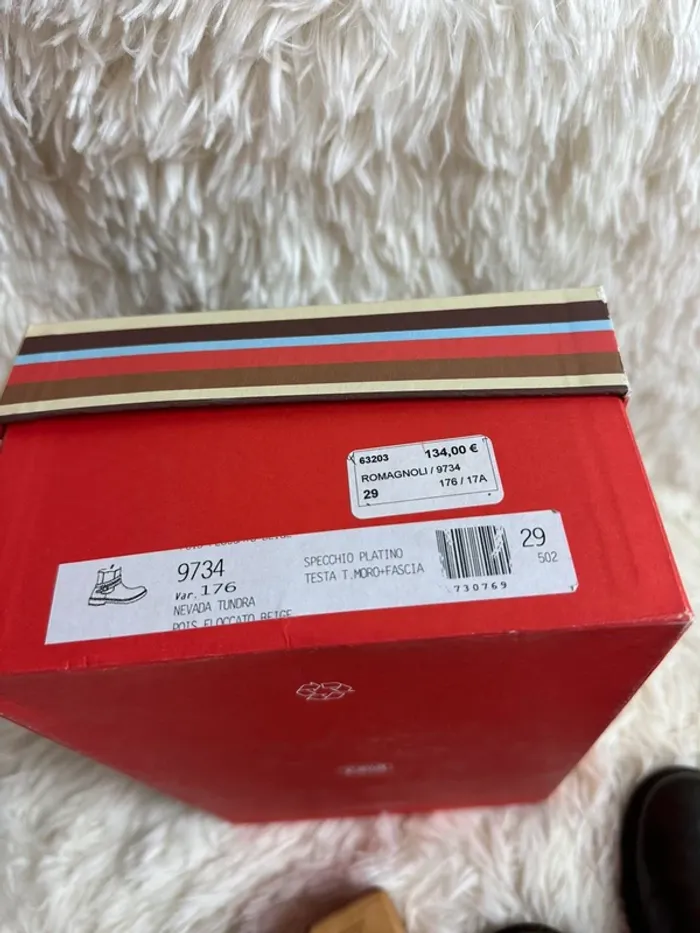 63203 134,00 €
ROMAGNOLI / 9734
29 176 / 17A
9734
Var. 176
NEVADA TUNDRA
POIS FLOCCATO BEIGE
SPECCHIO PLATINO
TESTA T.MORO+FASCIA
730769
29
502